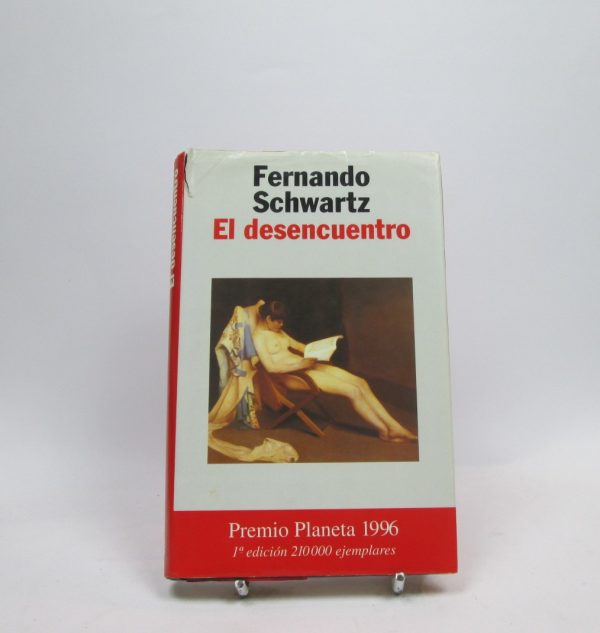 Fernando
Schwartz
El desencuentro
Premio Planeta 1996
1ª edición 210000 ejemplares
El desencuentro